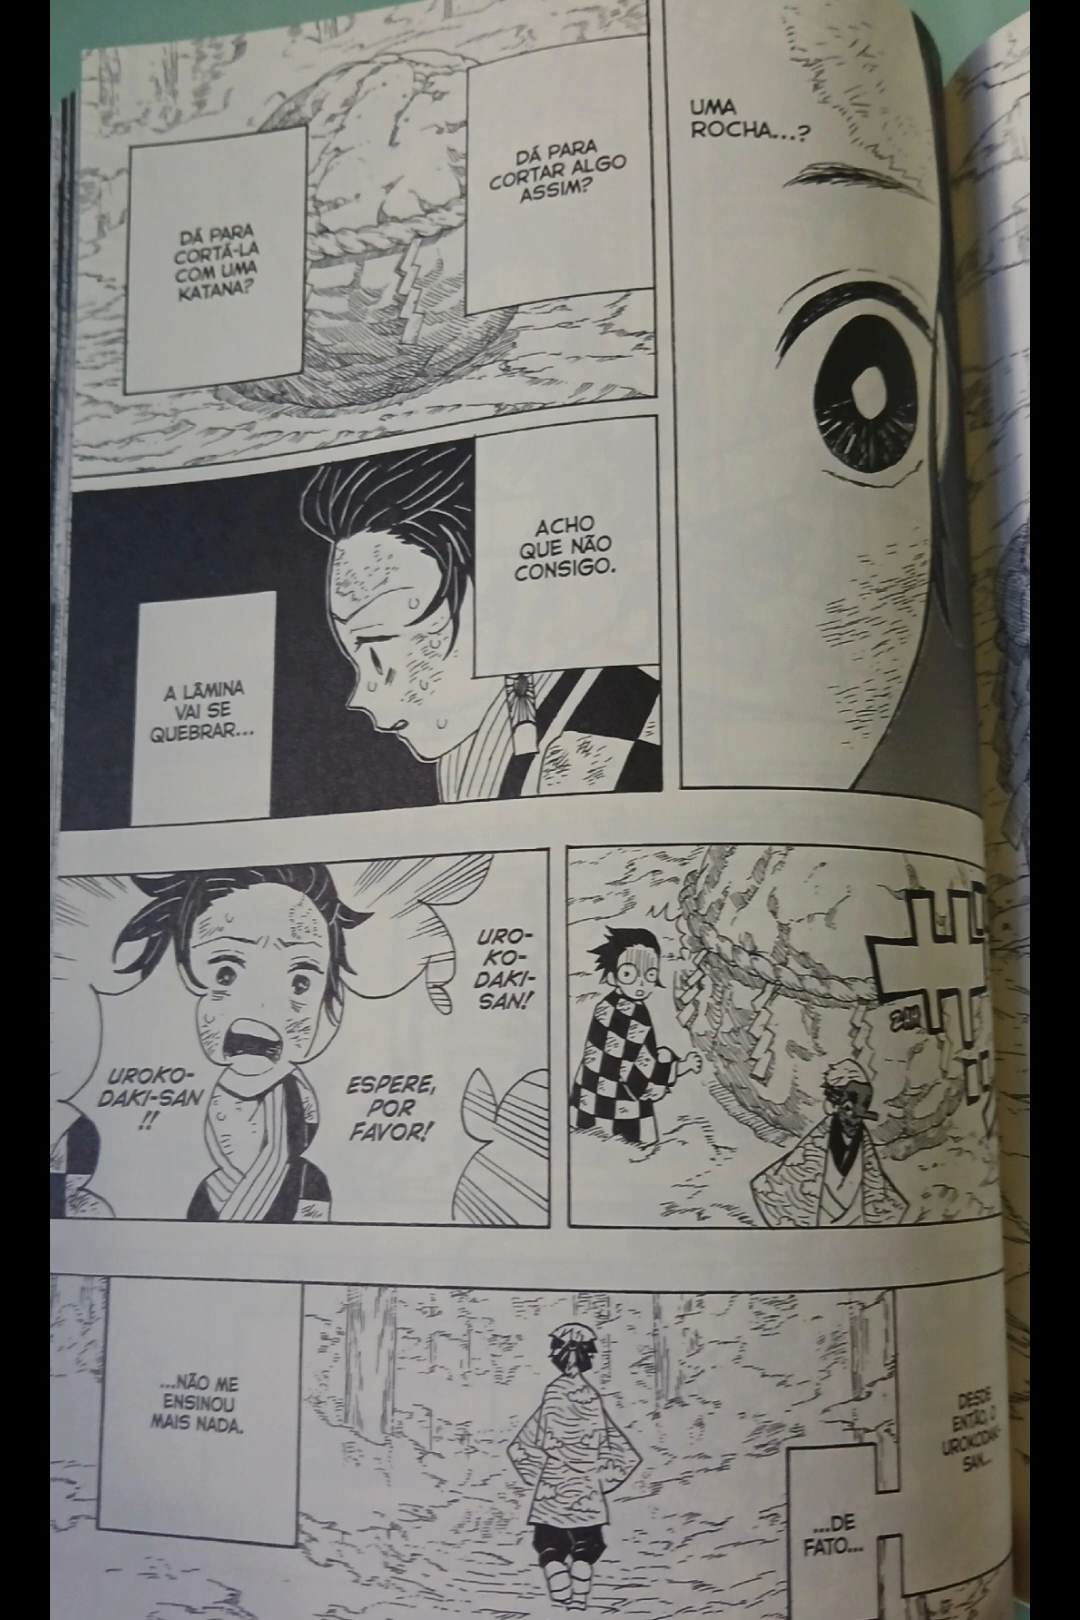 UMA
ROCHA...?
DÁ PARA
CORTAR ALGO
ASSIM?
DÁ PARA
CORTÁ-LA
COM UMA
KATANA?
ACHO
QUE NÃO
CONSIGO.
A LÂMINA
VAI SE
QUEBRAR...
URO-
KO-
DAKI-
SAN!
ESPERE,
POR
FAVOR!
UROKO-
DAKI-SAN
!!
DESDE
ENTÃO, O
UROKODAKI-
SAN...
...DE
FATO...
...NÃO ME
ENSINOU
MAIS NADA.